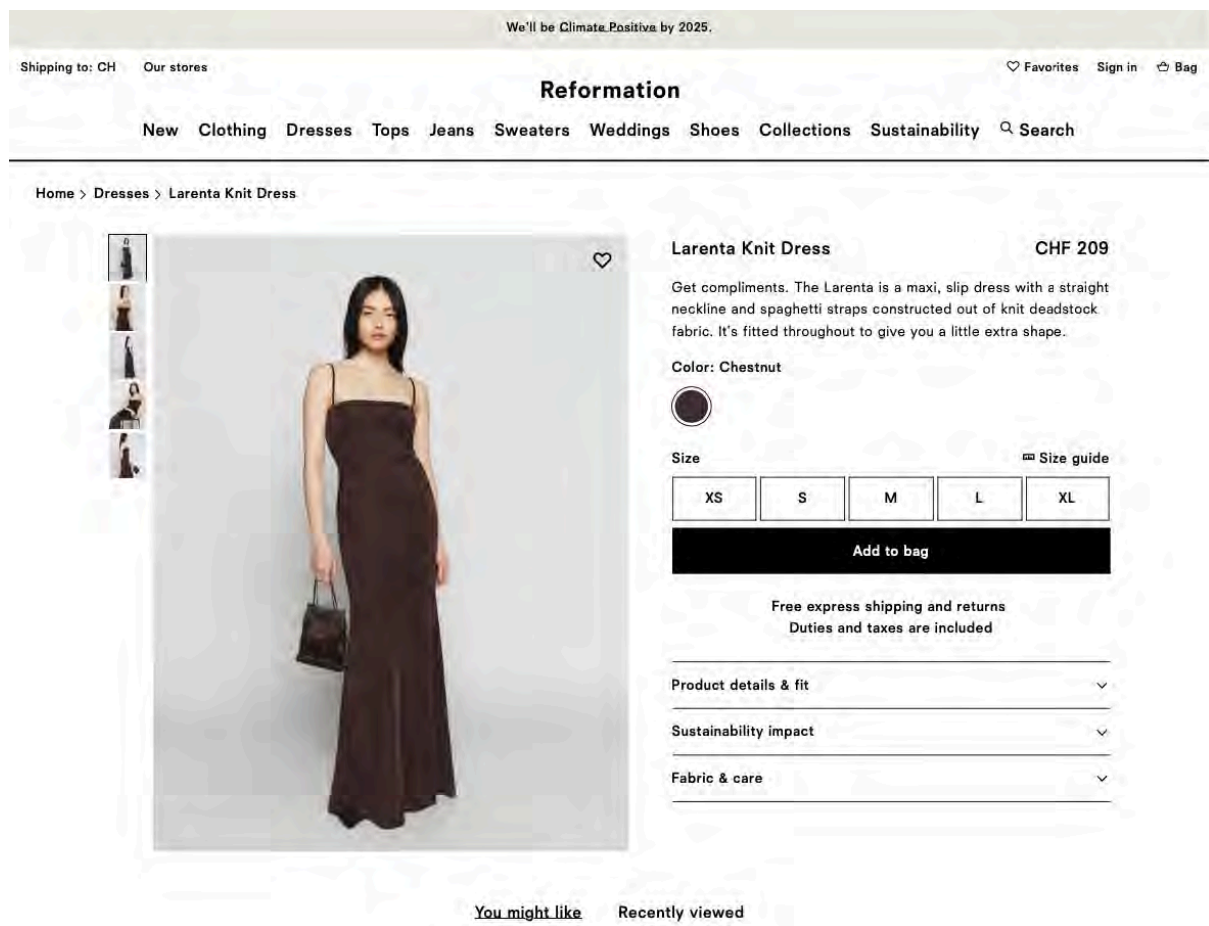 We'll be Climate Positive by 2025.
Shipping to: CH
Our stores
Favorites
Sign in
Bag
Reformation
New
Clothing
Dresses
Tops
Jeans
Sweaters
Weddings
Shoes
Collections
Sustainability
Search
Home > Dresses > Larenta Knit Dress
Larenta Knit Dress
CHF 209
Get compliments. The Larenta is a maxi, slip dress with a straight
neckline and spaghetti straps constructed out of knit deadstock
fabric. It's fitted throughout to give you a little extra shape.
Color: Chestnut
Size
Size guide
XS
S
M
L
XL
Add to bag
Free express shipping and returns
Duties and taxes are included
Product details & fit
Sustainability impact
Fabric & care
You might like
Recently viewed